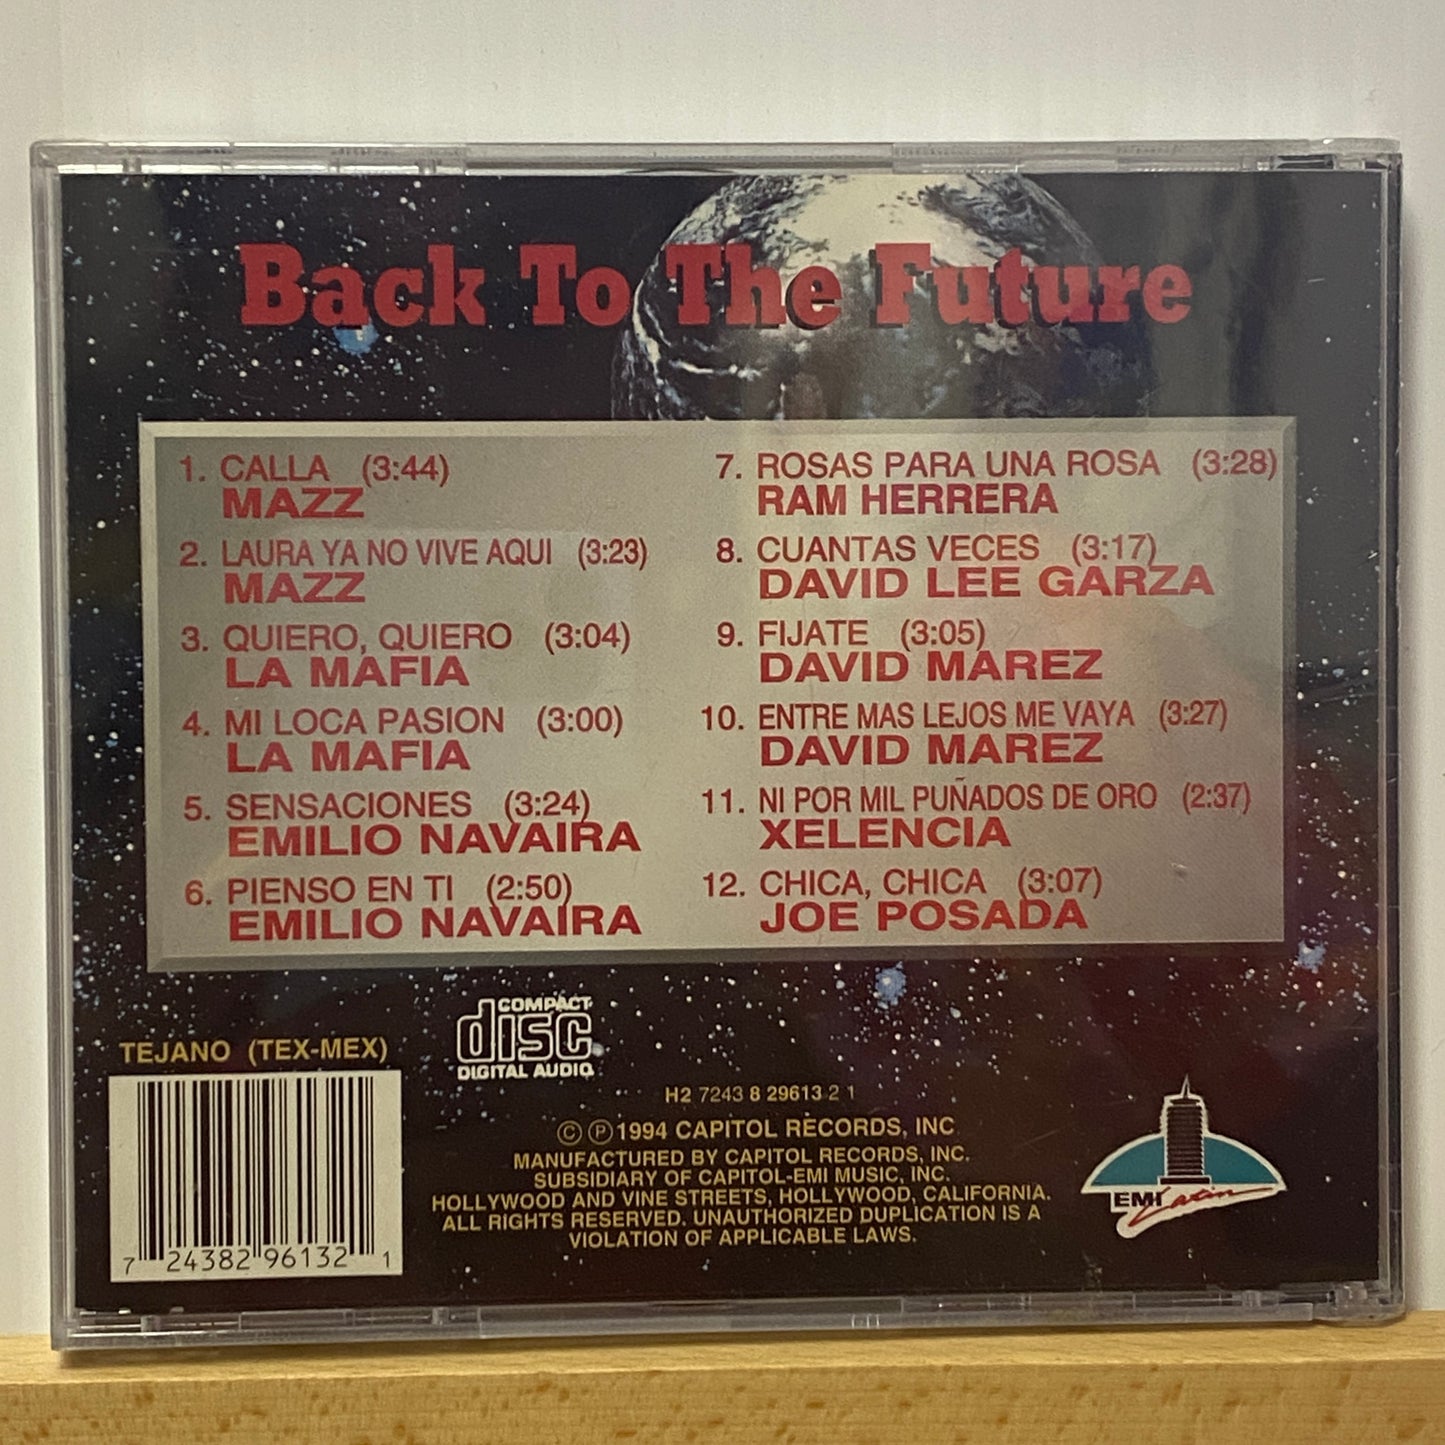 Back To The Future
1. CALLA (3:44)
MAZZ
2. LAURA YA NO VIVE AQUI (3:23)
MAZZ
3. QUIERO, QUIERO (3:04)
LA MAFIA
4. MI LOCA PASION (3:00)
LA MAFIA
5. SENSACIONES (3:24)
EMILIO NAVAIRA
6. PIENSO EN TI (2:50)
EMILIO NAVAIRA
7. ROSAS PARA UNA ROSA (3:28)
RAM HERRERA
8. CUANTAS VECES (3:17)
DAVID LEE GARZA
9. FIJATE (3:05)
DAVID MAREZ
10. ENTRE MAS LEJOS ME VAYA (3:27)
DAVID MAREZ
11. NI POR MIL PUÑADOS DE ORO (2:37)
XELENCIA
12. CHICA, CHICA (3:07)
JOE POSADA
TEJANO (TEX-MEX)
7 24382 96132 1
COMPACT
disc
DIGITAL AUDIO
H2 7243 8 29613 2 1
© ℗ 1994 CAPITOL RECORDS, INC
MANUFACTURED BY CAPITOL RECORDS, INC.
SUBSIDIARY OF CAPITOL-EMI MUSIC, INC.
HOLLYWOOD AND VINE STREETS, HOLLYWOOD, CALIFORNIA.
ALL RIGHTS RESERVED. UNAUTHORIZED DUPLICATION IS A
VIOLATION OF APPLICABLE LAWS.
EMI Latin